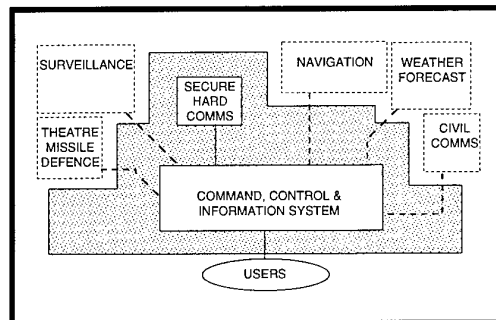 SURVEILLANCE
NAVIGATION
WEATHER
FORECAST
SECURE
HARD
COMMS
THEATRE
MISSILE
DEFENCE
CIVIL
COMMS
COMMAND, CONTROL &
INFORMATION SYSTEM
USERS